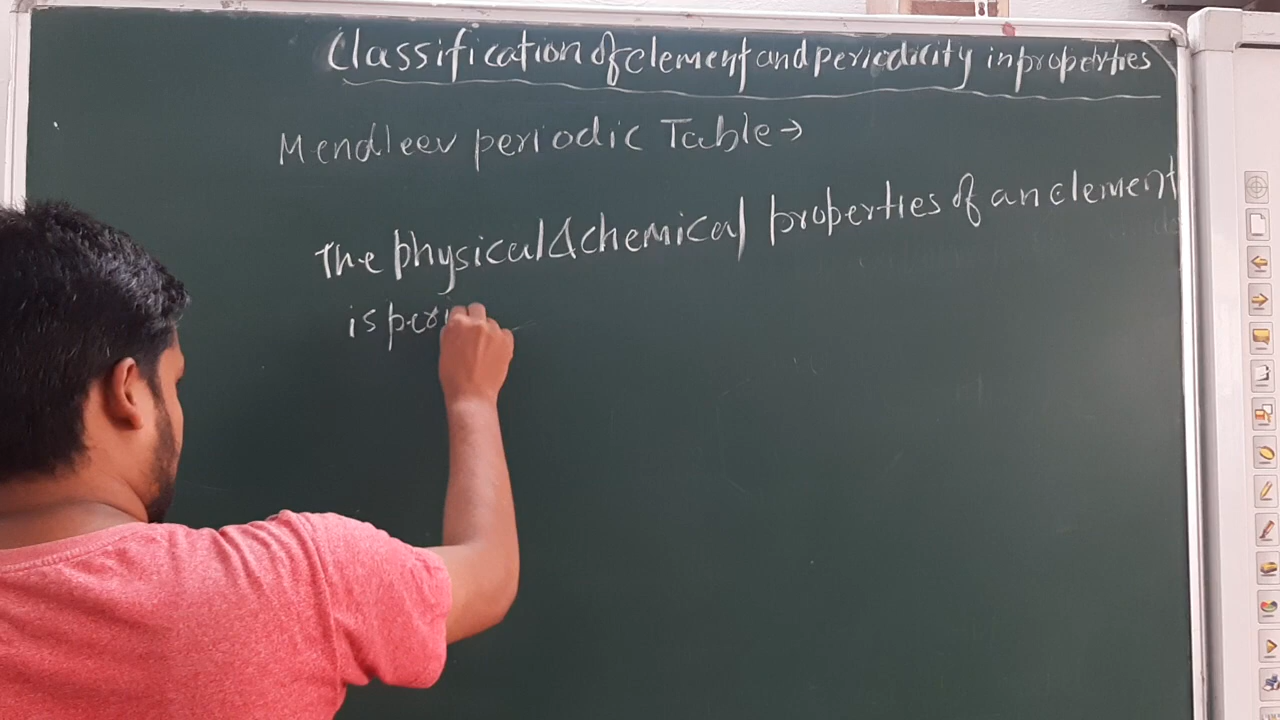 Classification of element and periodicity in properties
Mendleev periodic Table →
The physical & chemical properties of an element
is peri